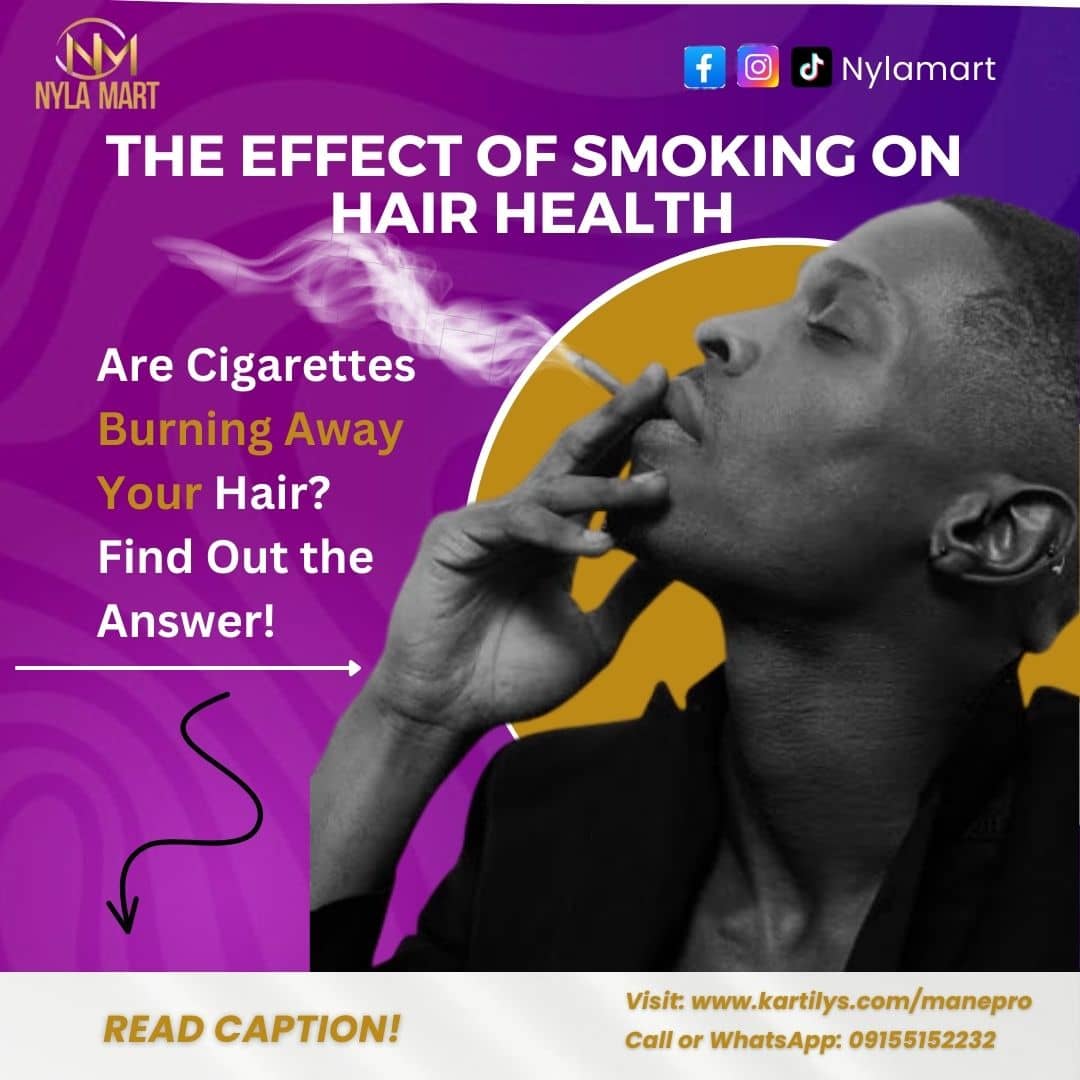 NM
NYLA MART
Nylamart
THE EFFECT OF SMOKING ON
HAIR HEALTH
Are Cigarettes
Burning Away
Your Hair?
Find Out the
Answer!
READ CAPTION!
Visit: www.kartilys.com/manepro
Call or WhatsApp: 09155152232